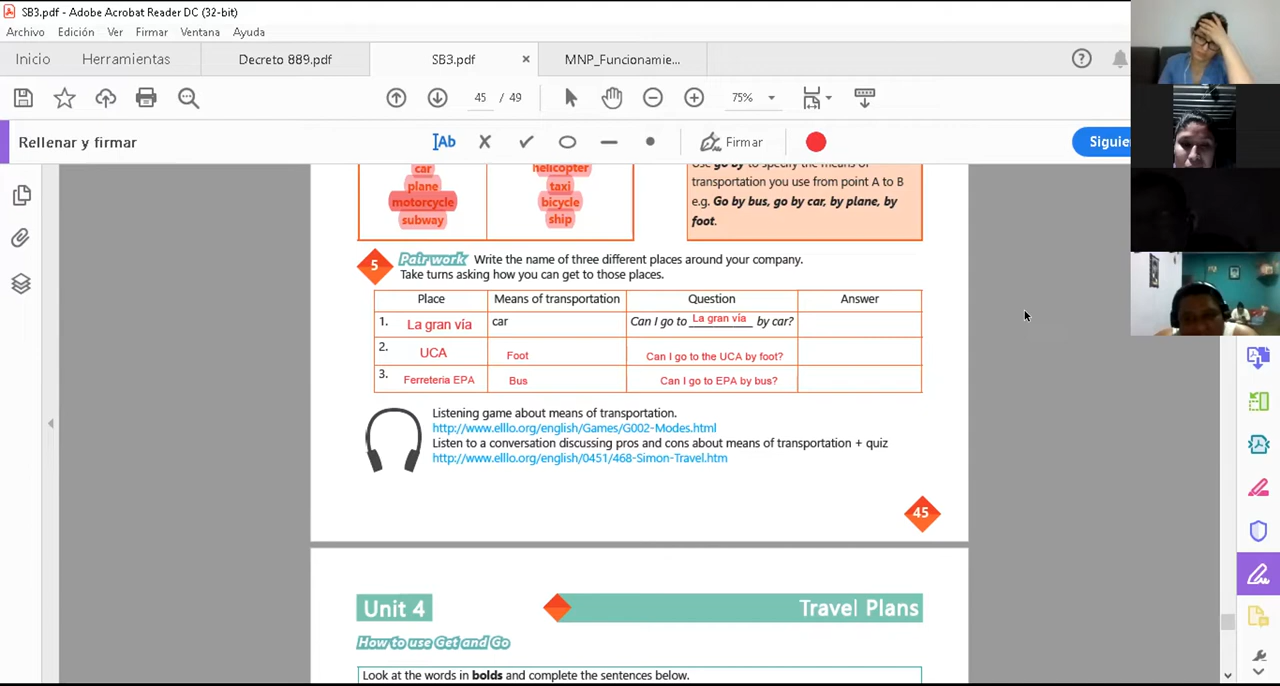 SB3.pdf - Adobe Acrobat Reader DC (32-bit)
Archivo Edición Ver Firmar Ventana Ayuda
Inicio Herramientas Decreto 889.pdf SB3.pdf × MNP_Funcionamie...
45 / 49 75%
Rellenar y firmar Ab Firmar Siguie
car helicopter Use go by to specify the means of
plane taxi transportation you use from point A to B
motorcycle bicycle e.g. Go by bus, go by car, by plane, by
subway ship foot.
5 Pair work Write the name of three different places around your company.
Take turns asking how you can get to those places.
Place Means of transportation Question Answer
1. La gran vía car Can I go to La gran vía by car?
2. UCA Foot Can I go to the UCA by foot?
3. Ferreteria EPA Bus Can I go to EPA by bus?
Listening game about means of transportation.
http://www.elllo.org/english/Games/G002-Modes.html
Listen to a conversation discussing pros and cons about means of transportation + quiz
http://www.elllo.org/english/0451/468-Simon-Travel.htm
45
Unit 4 Travel Plans
How to use Get and Go
Look at the words in bolds and complete the sentences below.